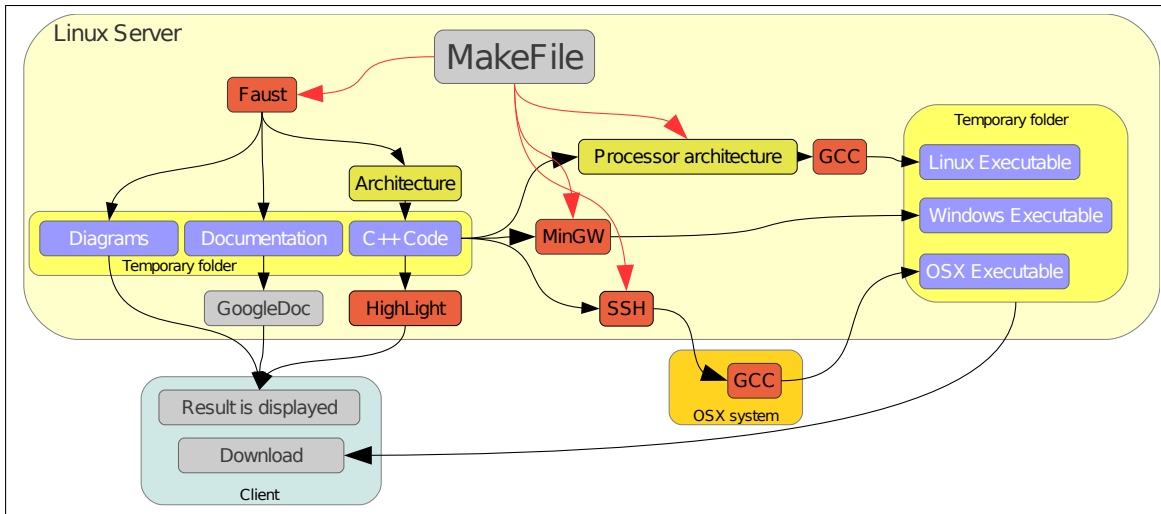 Linux Server
MakeFile
Faust
Temporary folder
Processor architecture
GCC
Linux Executable
Architecture
Windows Executable
Diagrams
Documentation
C++ Code
MinGW
Temporary folder
OSX Executable
GoogleDoc
HighLight
SSH
GCC
OSX system
Result is displayed
Download
Client